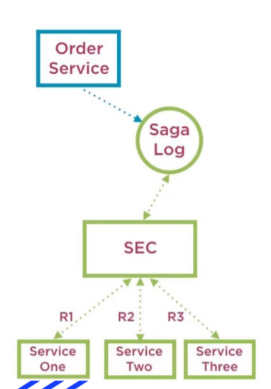 Order
Service
Saga
Log
SEC
R1
R2
R3
Service
One
Service
Two
Service
Three